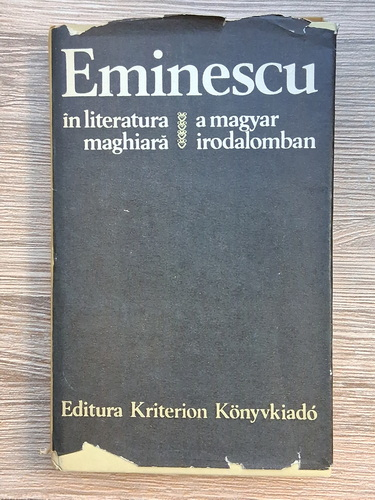 Eminescu
în literatura a magyar
maghiară irodalomban
Editura Kriterion Könyvkiadó